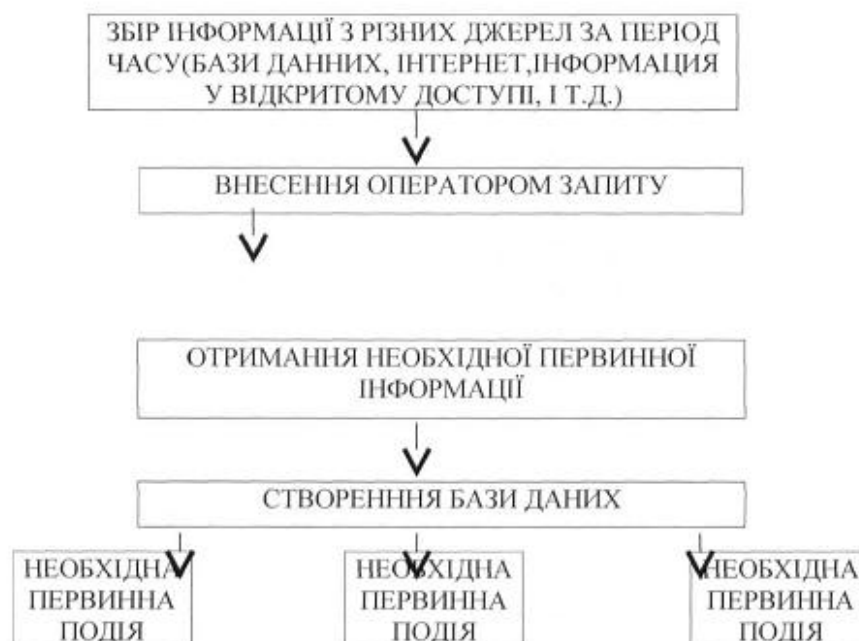 ЗБІР ІНФОРМАЦІЇ З РІЗНИХ ДЖЕРЕЛ ЗА ПЕРІОД
ЧАСУ(БАЗИ ДАННИХ, ІНТЕРНЕТ,ІНФОРМАЦИЯ
У ВІДКРИТОМУ ДОСТУПІ, І Т.Д.)
ВНЕСЕННЯ ОПЕРАТОРОМ ЗАПИТУ
ОТРИМАННЯ НЕОБХІДНОЇ ПЕРВИННОЇ
ІНФОРМАЦІЇ
СТВОРЕНННЯ БАЗИ ДАНИХ
НЕОБХІДНА
ПЕРВИННА
ПОДІЯ
НЕОБХІДНА
ПЕРВИННА
ПОДІЯ
НЕОБХІДНА
ПЕРВИННА
ПОДІЯ